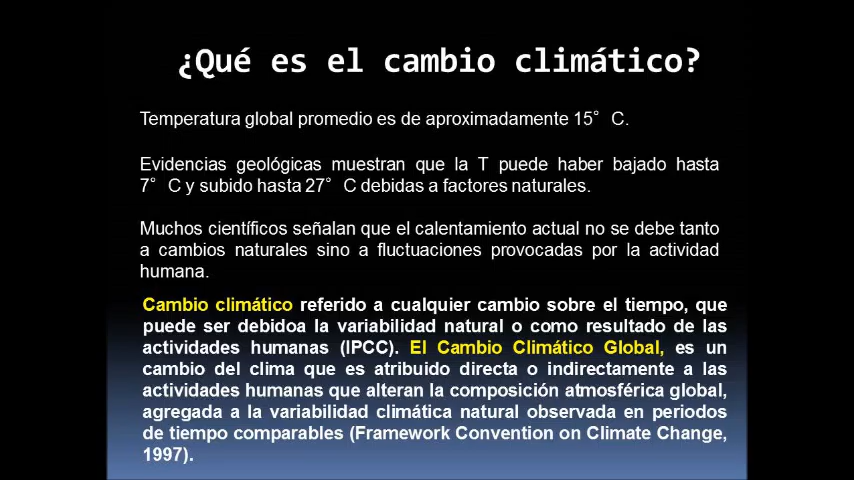 ¿Qué es el cambio climático?
Temperatura global promedio es de aproximadamente 15° C.
Evidencias geológicas muestran que la T puede haber bajado hasta
7° C y subido hasta 27° C debidas a factores naturales.
Muchos científicos señalan que el calentamiento actual no se debe tanto
a cambios naturales sino a fluctuaciones provocadas por la actividad
humana.
Cambio climático referido a cualquier cambio sobre el tiempo, que
puede ser debidoa la variabilidad natural o como resultado de las
actividades humanas (IPCC). El Cambio Climático Global, es un
cambio del clima que es atribuido directa o indirectamente a las
actividades humanas que alteran la composición atmosférica global,
agregada a la variabilidad climática natural observada en periodos
de tiempo comparables (Framework Convention on Climate Change,
1997).